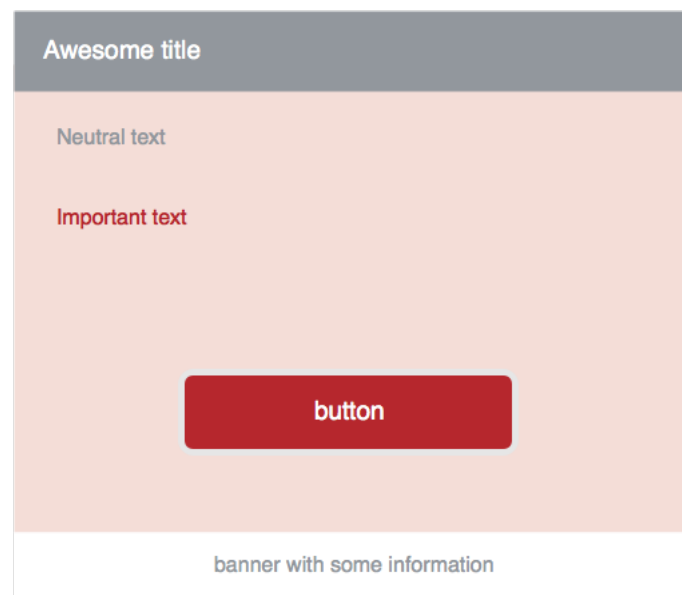 Awesome title
Neutral text
Important text
button
banner with some information